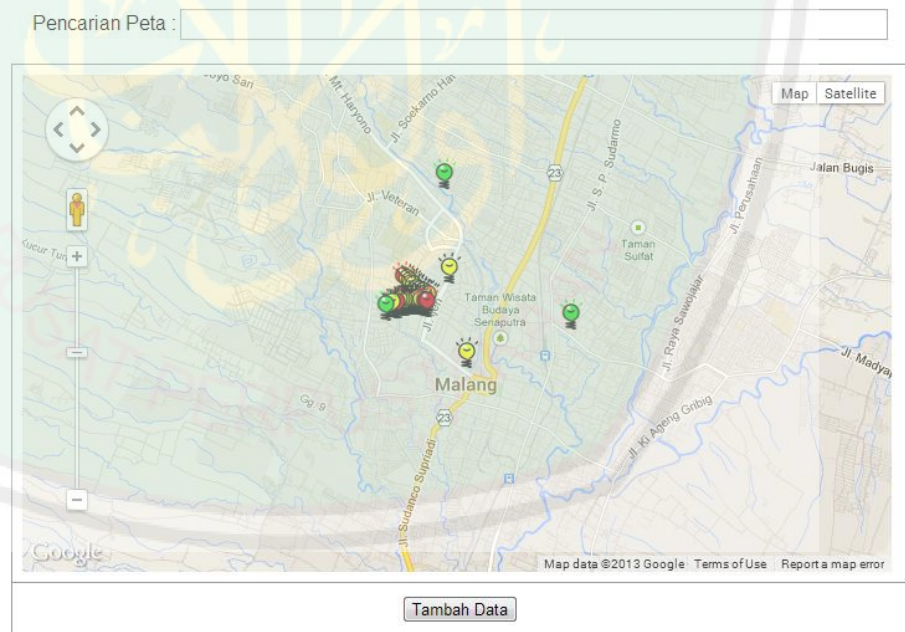 Pencarian Peta :
Map
Satellite
Mt. Haryono
Jl. Soekarno Hat
23
Jl. S. P. Sudarmo
Jalan Bugis
Jl. Perusahaan
Jl. Veteran
Taman
Sulfat
Taman Wisata
Budaya
Senaputra
Jl. Raya Sawojajar
Jl. Madya
Malang
Gg. 9
23
Jl. Ki Ageng Gribig
Jl. Sudanco Supriadi
Google
Map data ©2013 Google
Terms of Use
Report a map error
Tambah Data